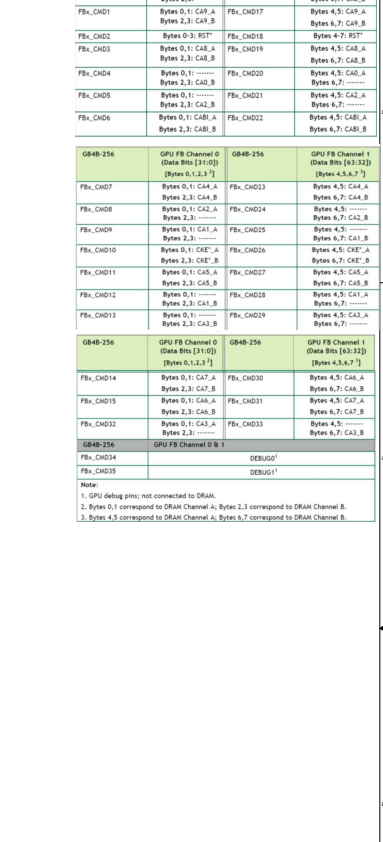 FBx_CMD1 Bytes 0,1: CA9_A FBx_CMD17 Bytes 4,5: CA9_A
Bytes 2,3: CA9_B Bytes 6,7: CA9_B
FBx_CMD2 Bytes 0-3: RST* FBx_CMD18 Bytes 4-7: RST*
FBx_CMD3 Bytes 0,1: CA8_A FBx_CMD19 Bytes 4,5: CA8_A
Bytes 2,3: CA8_B Bytes 6,7: CA8_B
FBx_CMD4 Bytes 0,1: ------- FBx_CMD20 Bytes 4,5: CA0_A
Bytes 2,3: CA0_B Bytes 6,7: -------
FBx_CMD5 Bytes 0,1: ------- FBx_CMD21 Bytes 4,5: CA2_A
Bytes 2,3: CA2_B Bytes 6,7: -------
FBx_CMD6 Bytes 0,1: CABI_A FBx_CMD22 Bytes 4,5: CABI_A
Bytes 2,3: CABI_B Bytes 6,7: CABI_B
GB4B-256 GPU FB Channel 0 GB4B-256 GPU FB Channel 1
(Data Bits [31:0]) (Data Bits [63:32])
[Bytes 0,1,2,3 2] [Bytes 4,5,6,7 3]
FBx_CMD7 Bytes 0,1: CA4_A FBx_CMD23 Bytes 4,5: CA4_A
Bytes 2,3: CA4_B Bytes 6,7: CA4_B
FBx_CMD8 Bytes 0,1: CA2_A FBx_CMD24 Bytes 4,5: -------
Bytes 2,3: ------- Bytes 6,7: CA2_B
FBx_CMD9 Bytes 0,1: CA1_A FBx_CMD25 Bytes 4,5: -------
Bytes 2,3: ------- Bytes 6,7: CA1_B
FBx_CMD10 Bytes 0,1: CKE*_A FBx_CMD26 Bytes 4,5: CKE*_A
Bytes 2,3: CKE*_B Bytes 6,7: CKE*_B
FBx_CMD11 Bytes 0,1: CA5_A FBx_CMD27 Bytes 4,5: CA5_A
Bytes 2,3: CA5_B Bytes 6,7: CA5_B
FBx_CMD12 Bytes 0,1: ------- FBx_CMD28 Bytes 4,5: CA1_A
Bytes 2,3: CA1_B Bytes 6,7: -------
FBx_CMD13 Bytes 0,1: ------- FBx_CMD29 Bytes 4,5: CA3_A
Bytes 2,3: CA3_B Bytes 6,7: -------
GB4B-256 GPU FB Channel 0 GB4B-256 GPU FB Channel 1
(Data Bits [31:0]) (Data Bits [63:32])
[Bytes 0,1,2,3 2] [Bytes 4,5,6,7 3]
FBx_CMD14 Bytes 0,1: CA7_A FBx_CMD30 Bytes 4,5: CA6_A
Bytes 2,3: CA7_B Bytes 6,7: CA6_B
FBx_CMD15 Bytes 0,1: CA6_A FBx_CMD31 Bytes 4,5: CA7_A
Bytes 2,3: CA6_B Bytes 6,7: CA7_B
FBx_CMD32 Bytes 0,1: CA3_A FBx_CMD33 Bytes 4,5: -------
Bytes 2,3: ------- Bytes 6,7: CA3_B
GB4B-256 GPU FB Channel 0 & 1
FBx_CMD34 DEBUG01
FBx_CMD35 DEBUG11
Note:
1. GPU debug pins; not connected to DRAM.
2. Bytes 0,1 correspond to DRAM Channel A; Bytes 2,3 correspond to DRAM Channel B.
3. Bytes 4,5 correspond to DRAM Channel A; Bytes 6,7 correspond to DRAM Channel B.